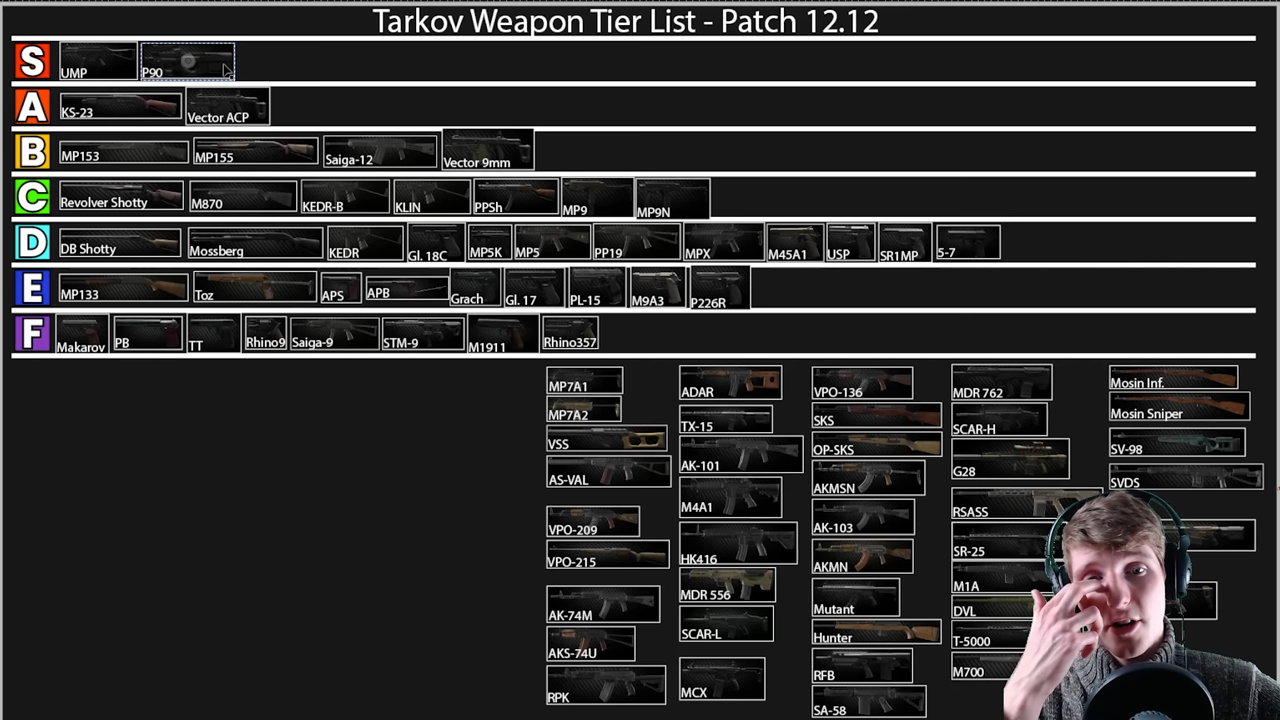 Tarkov Weapon Tier List - Patch 12.12
S UMP P90
A KS-23 Vector ACP
B MP153 MP155 Saiga-12 Vector 9mm
C Revolver Shotty M870 KEDR-B KLIN PPSh MP9 MP9N
D DB Shotty Mossberg KEDR Gl. 18C MP5K MP5 PP19 MPX M45A1 USP SR1MP 5-7
E MP133 Toz APS APB Grach Gl. 17 PL-15 M9A3 P226R
F Makarov PB TT Rhino9 Saiga-9 STM-9 M1911 Rhino357
MP7A1
MP7A2
VSS
AS-VAL
VPO-209
VPO-215
AK-74M
AKS-74U
RPK
ADAR
TX-15
AK-101
M4A1
HK416
MDR 556
SCAR-L
MCX
VPO-136
SKS
OP-SKS
AKMSN
AK-103
AKMN
Mutant
Hunter
RFB
SA-58
MDR 762
SCAR-H
G28
RSASS
SR-25
M1A
DVL
T-5000
M700
Mosin Inf.
Mosin Sniper
SV-98
SVDS